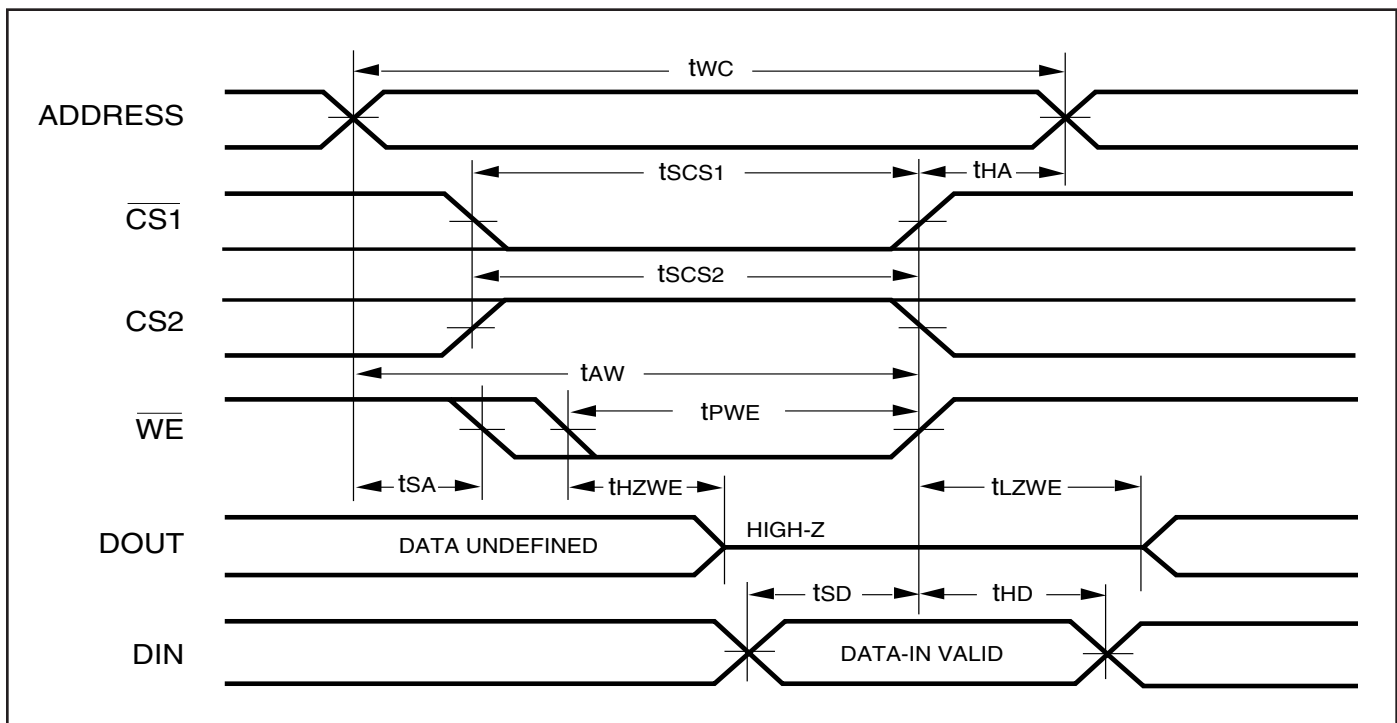 tWC
ADDRESS
tSCS1
tHA
CS1
tSCS2
CS2
tAW
WE
tPWE
tSA
tHZWE
tLZWE
DOUT
DATA UNDEFINED
HIGH-Z
tSD
tHD
DIN
DATA-IN VALID